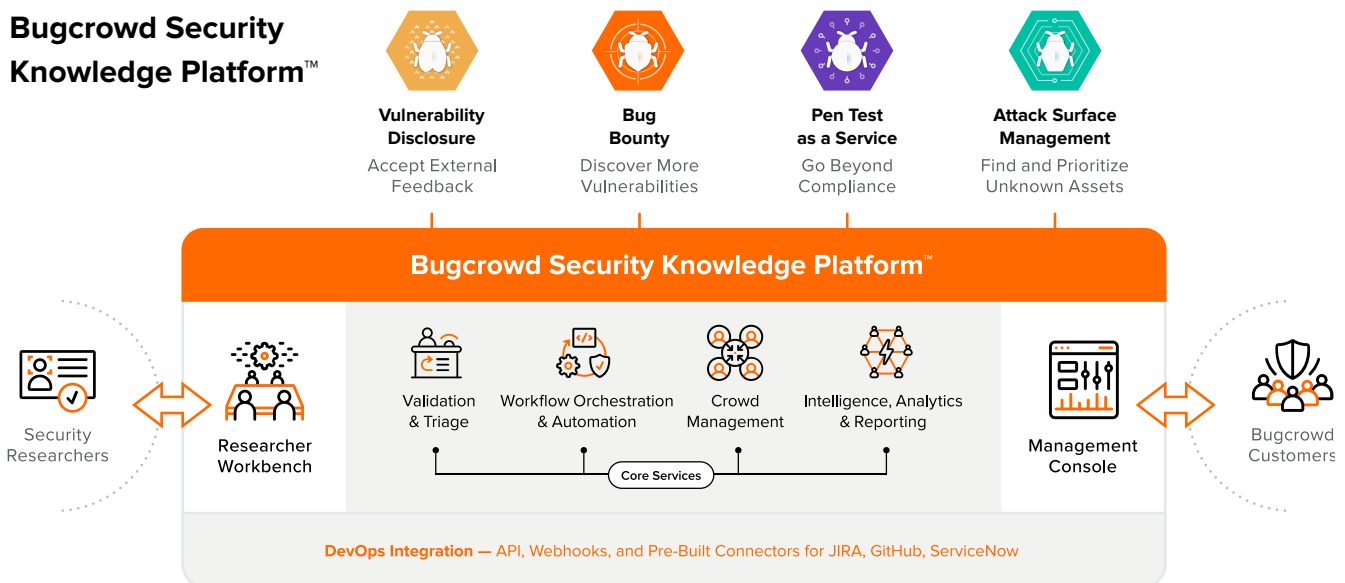 Bugcrowd Security
Knowledge Platform™
Vulnerability
Disclosure
Accept External
Feedback
Bug
Bounty
Discover More
Vulnerabilities
Pen Test
as a Service
Go Beyond
Compliance
Attack Surface
Management
Find and Prioritize
Unknown Assets
Bugcrowd Security Knowledge Platform™
Security
Researchers
Researcher
Workbench
</>
Validation
& Triage
Workflow Orchestration
& Automation
Crowd
Management
Intelligence, Analytics
& Reporting
Core Services
Management
Console
Bugcrowd
Customers
DevOps Integration — API, Webhooks, and Pre-Built Connectors for JIRA, GitHub, ServiceNow